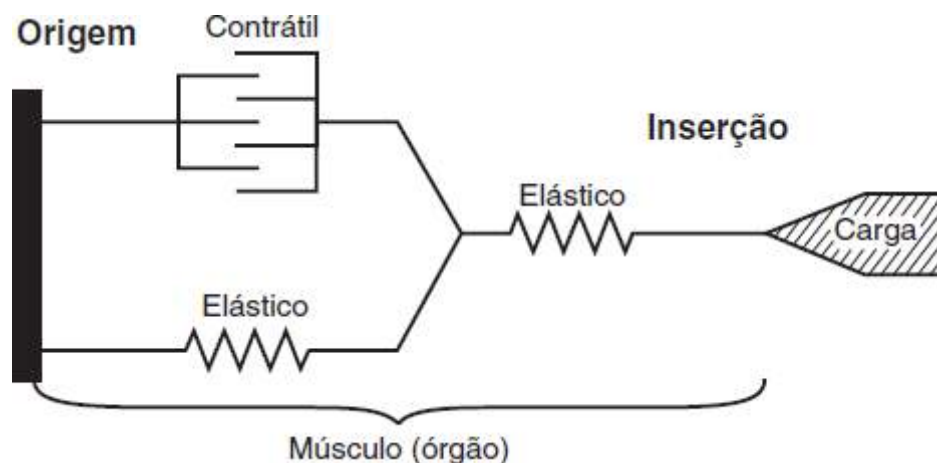 Origem
Contrátil
Inserção
Elástico
Carga
Elástico
Músculo (órgão)